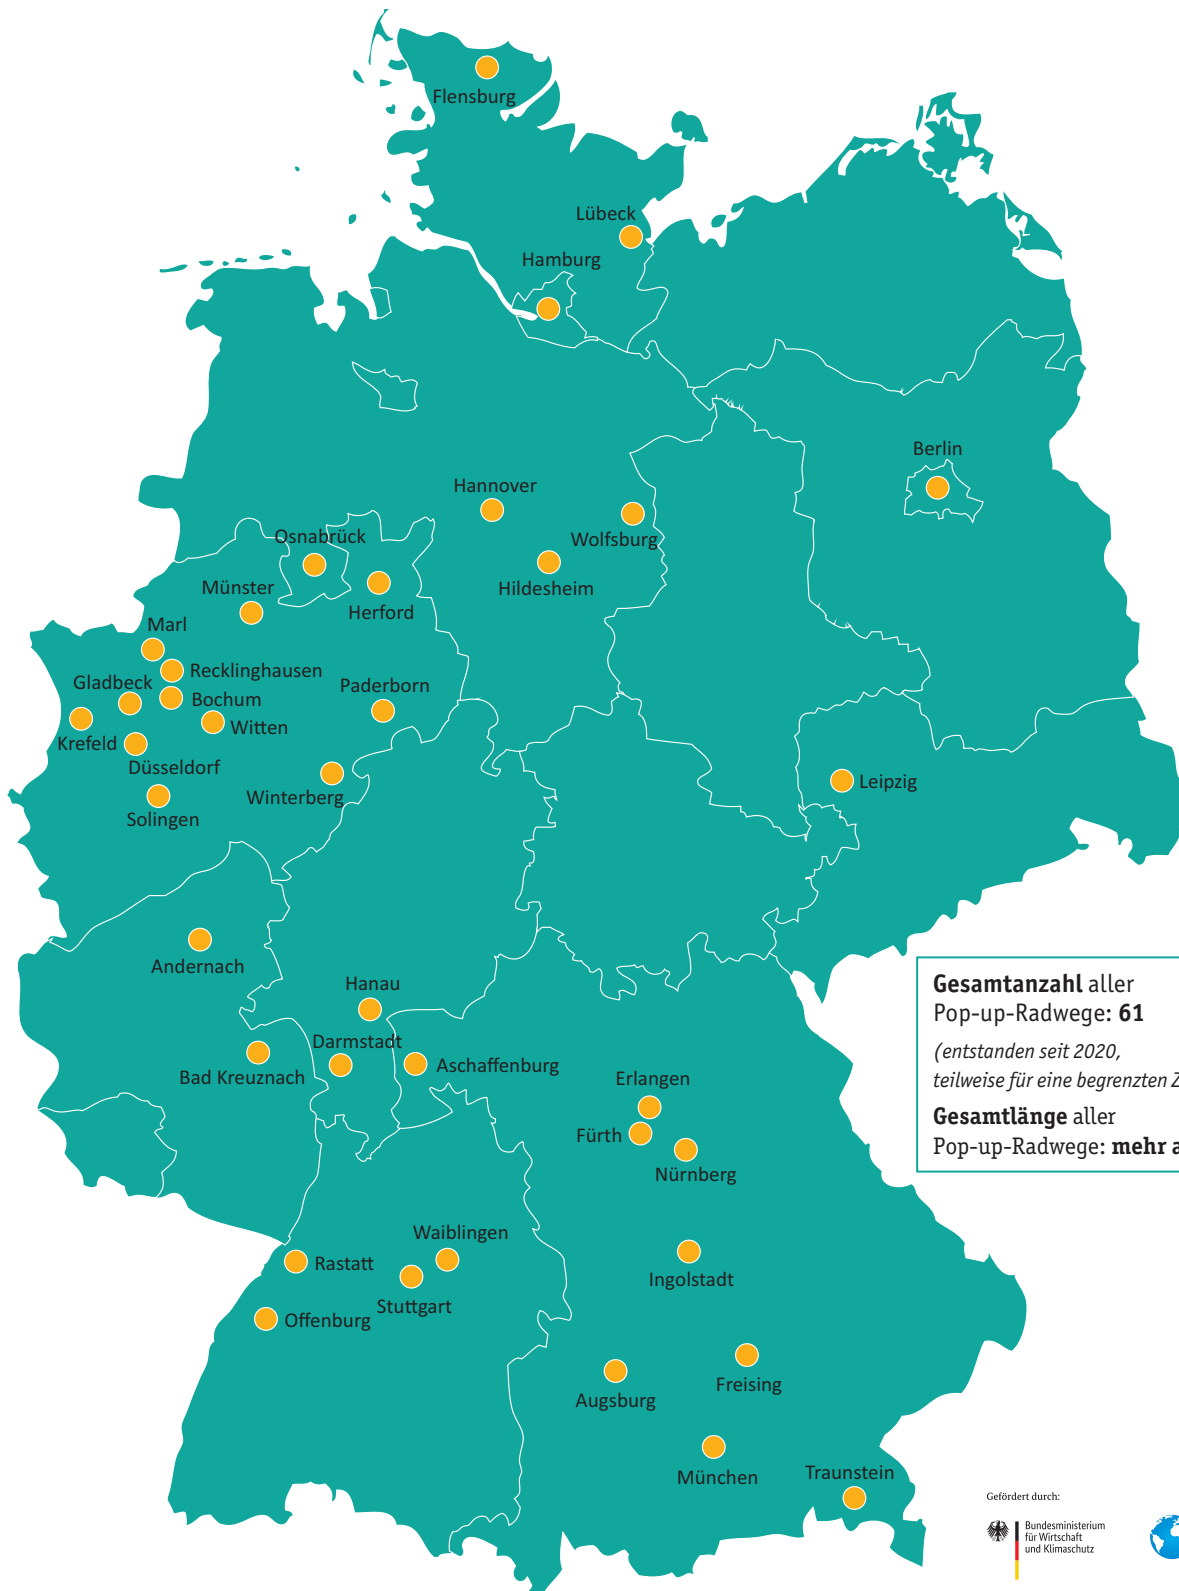 Flensburg
Lübeck
Hamburg
Berlin
Hannover
Wolfsburg
Osnabrück
Hildesheim
Münster
Herford
Marl
Recklinghausen
Gladbeck
Paderborn
Bochum
Witten
Krefeld
Düsseldorf
Winterberg
Leipzig
Solingen
Andernach
Hanau
Darmstadt
Aschaffenburg
Bad Kreuznach
Erlangen
Fürth
Nürnberg
Waiblingen
Rastatt
Ingolstadt
Stuttgart
Offenburg
Freising
Augsburg
München
Traunstein
Gesamtanzahl aller
Pop-up-Radwege: 61
(entstanden seit 2020,
teilweise für eine begrenzten Z
Gesamtlänge aller
Pop-up-Radwege: mehr a
Gefördert durch:
Bundesministerium
für Wirtschaft
und Klimaschutz